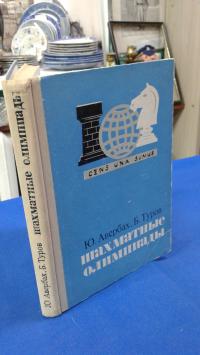 Ю. Авербах, Б. Туров шахматные олимпиады
GENS UNA SUMUS
Ю. Авербах, Б. Туров
шахматные
олимпиады